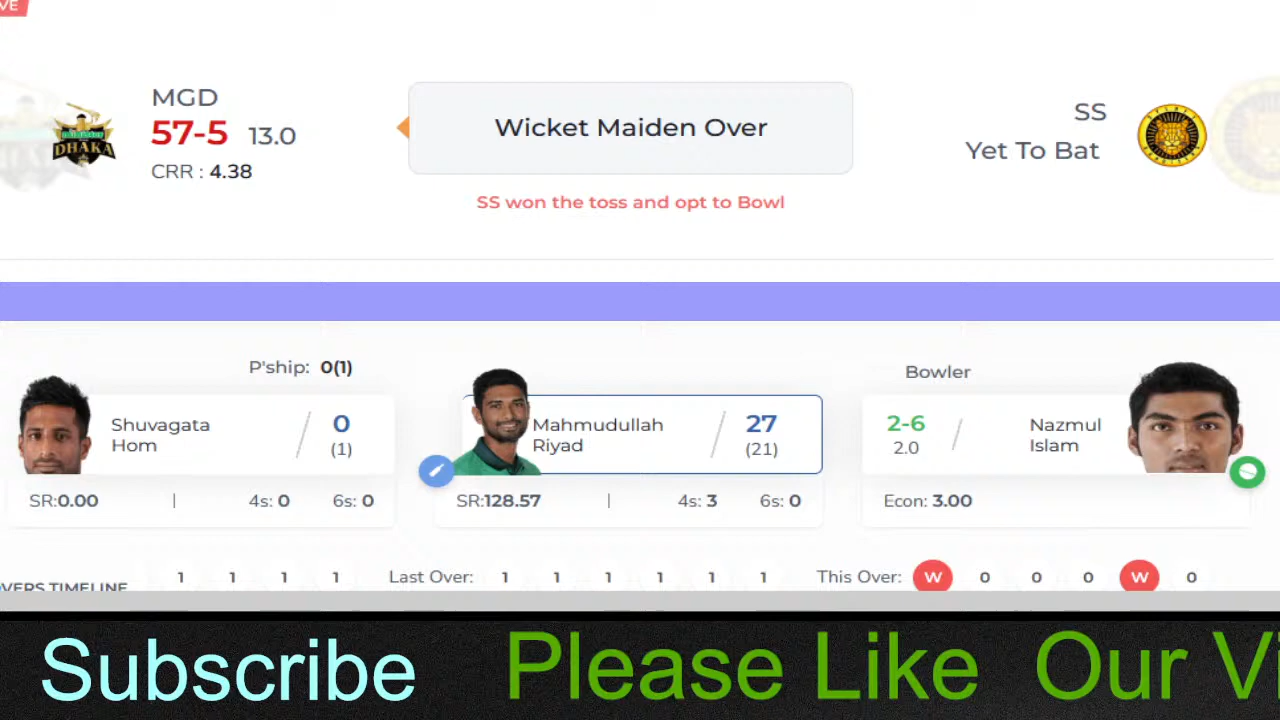 VE
MGD
57-5 13.0
CRR : 4.38
DHAKA
Wicket Maiden Over
SS won the toss and opt to Bowl
SS
Yet To Bat
P'ship: 0(1)
Shuvagata
Hom
0
(1)
SR:0.00 | 4s: 0 6s: 0
Mahmudullah
Riyad
27
(21)
SR:128.57 | 4s: 3 6s: 0
Bowler
2-6
2.0
Nazmul
Islam
Econ: 3.00
OVERS TIMELINE 1 1 1 1 Last Over: 1 1 1 1 1 1 This Over: W 0 0 0 W 0
Subscribe Please Like Our Vi